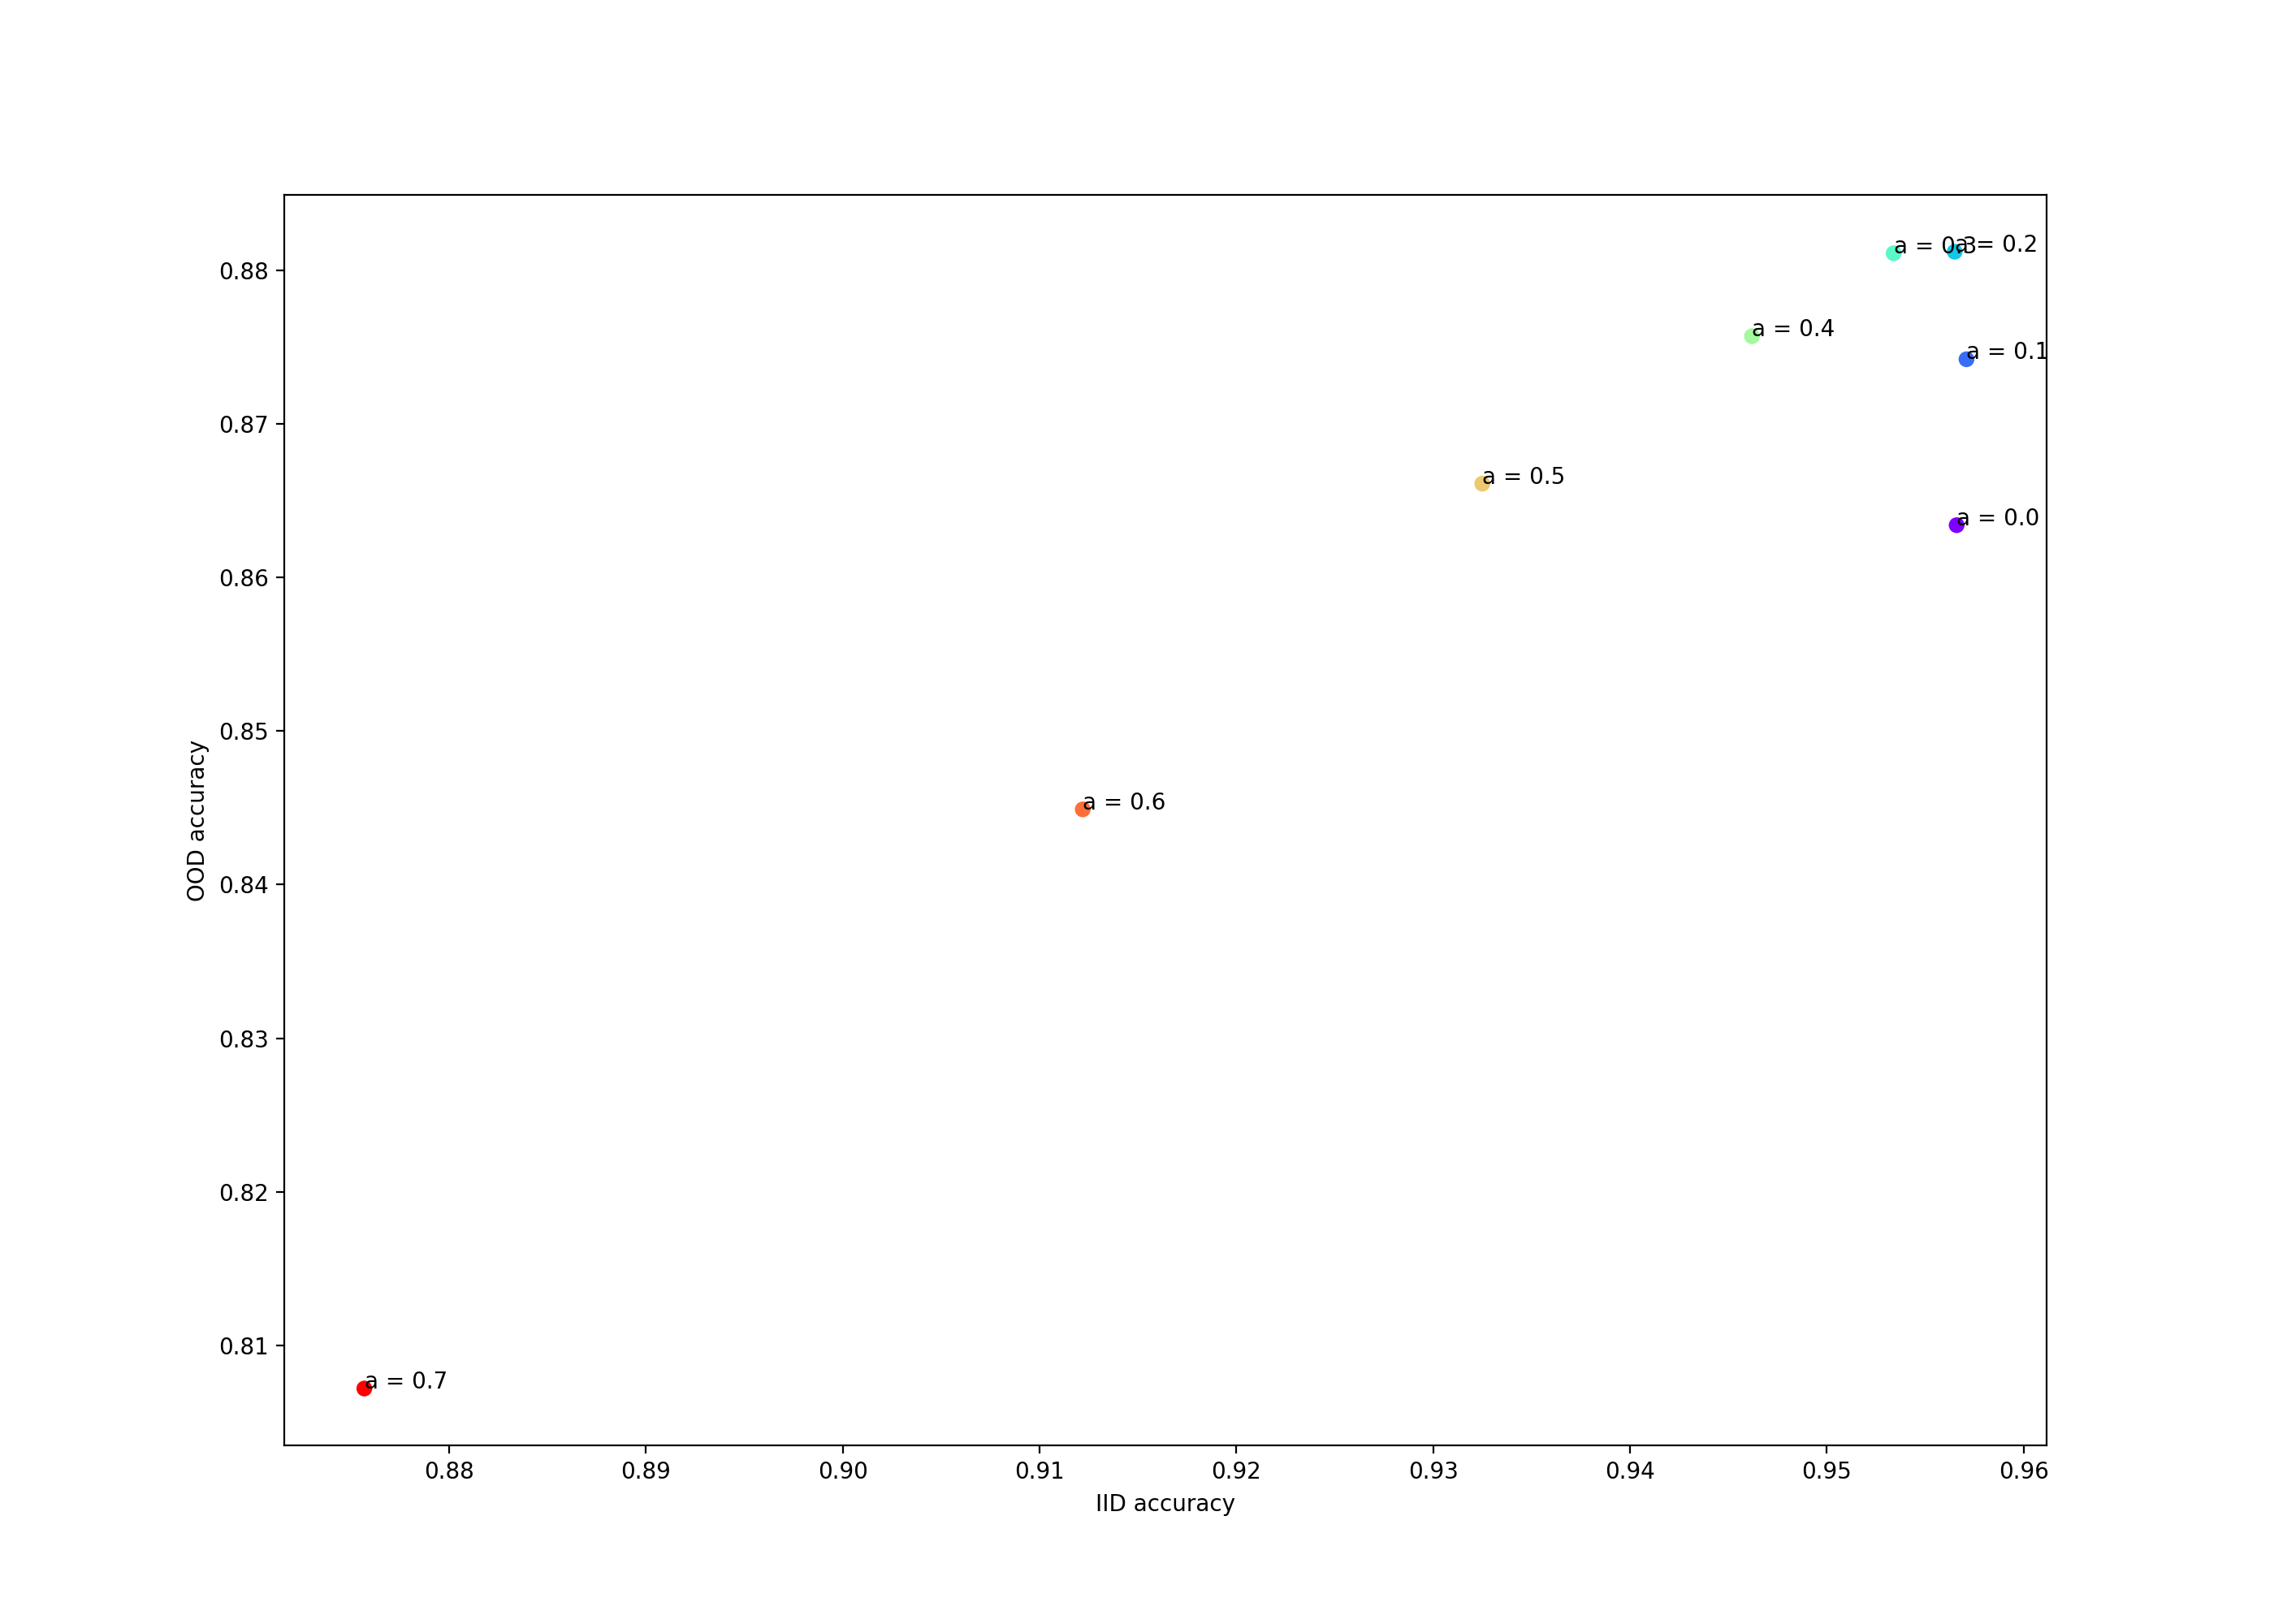 a = 0.3
a = 0.2
a = 0.4
a = 0.1
a = 0.5
a = 0.0
a = 0.6
a = 0.7
0.88
0.87
0.86
0.85
0.84
0.83
0.82
0.81
OOD accuracy
0.88 0.89 0.90 0.91 0.92 0.93 0.94 0.95 0.96
IID accuracy